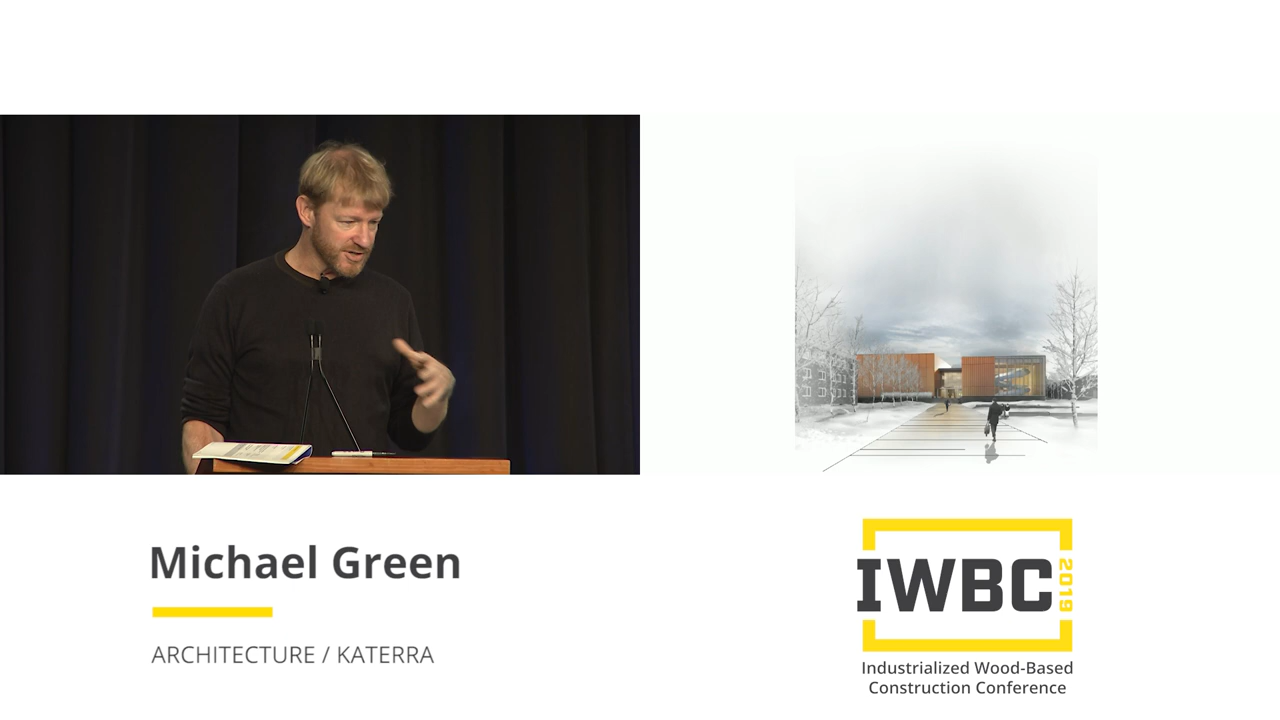 Michael Green
ARCHITECTURE / KATERRA
IWBC 2019
Industrialized Wood-Based
Construction Conference